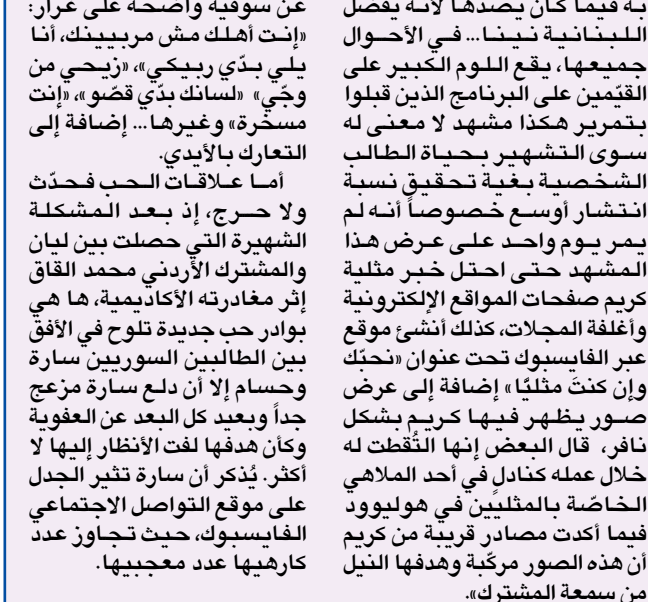 به فيما كان يصدها لأنه يفضل
اللبنانية نينا... في الأحوال
جميعها، يقع اللوم الكبير على
القيّمين على البرنامج الذين قبلوا
بتمرير هكذا مشهد لا معنى له
سوى التشهير بحياة الطالب
الشخصية بغية تحقيق نسبة
انتشار أوسع خصوصاً أنه لم
يمر يوم واحد على عرض هذا
المشهد حتى احتل خبر مثلية
كريم صفحات المواقع الإلكترونية
وأغلفة المجلات، كذلك أنشئ موقع
عبر الفايسبوك تحت عنوان «نحبّك
وإن كنتَ مثليًا» إضافة إلى عرض
صور يظهر فيها كريم بشكل
نافر، قال البعض إنها التُقطت له
خلال عمله كنادلٍ في أحد الملاهي
الخاصّة بالمثليّين في هوليوود
فيما أكدت مصادر قريبة من كريم
أن هذه الصور مركّبة وهدفها النيل
من سمعة المشترك».
عن سوقية واضحة على غرار:
«إنت أهلك مش مربيينك، أنا
يلي بدّي ربيكي»، «زيحي من
وجّي» «لسانك بدّي قصّو»، «إنت
مسخرة» وغيرها... إضافة إلى
التعارك بالأيدي.
أما علاقات الحب فحدّث
ولا حرج، إذ بعد المشكلة
الشهيرة التي حصلت بين ليان
والمشترك الأردني محمد القاق
إثر مغادرته الأكاديمية، ها هي
بوادر حب جديدة تلوح في الأفق
بين الطالبين السوريين سارة
وحسام إلا أن دلع سارة مزعج
جداً وبعيد كل البعد عن العفوية
وكأن هدفها لفت الأنظار إليها لا
أكثر. يُذكر أن سارة تثير الجدل
على موقع التواصل الاجتماعي
الفايسبوك، حيث تجاوز عدد
كارهيها عدد معجبيها.